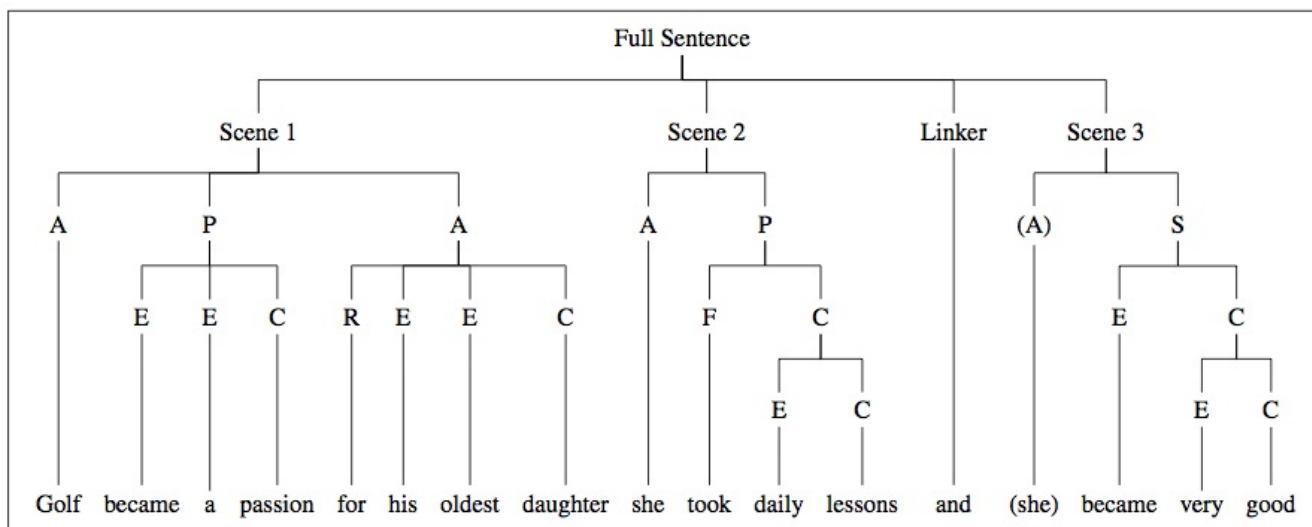 Full Sentence
Scene 1 Scene 2 Linker Scene 3
A P A A P (A) S
E E C R E E C F C E C
E C E C
Golf became a passion for his oldest daughter she took daily lessons and (she) became very good